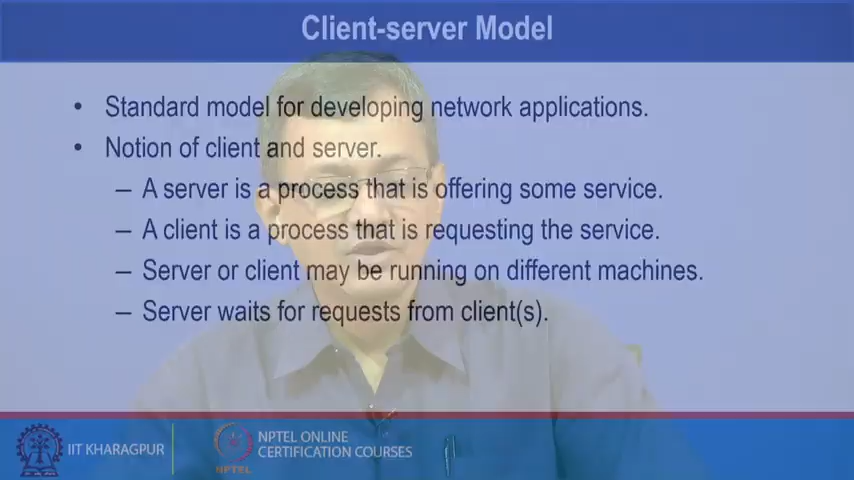 Client-server Model
• Standard model for developing network applications.
• Notion of client and server.
– A server is a process that is offering some service.
– A client is a process that is requesting the service.
– Server or client may be running on different machines.
– Server waits for requests from client(s).
IIT KHARAGPUR
NPTEL
NPTEL ONLINE
CERTIFICATION COURSES